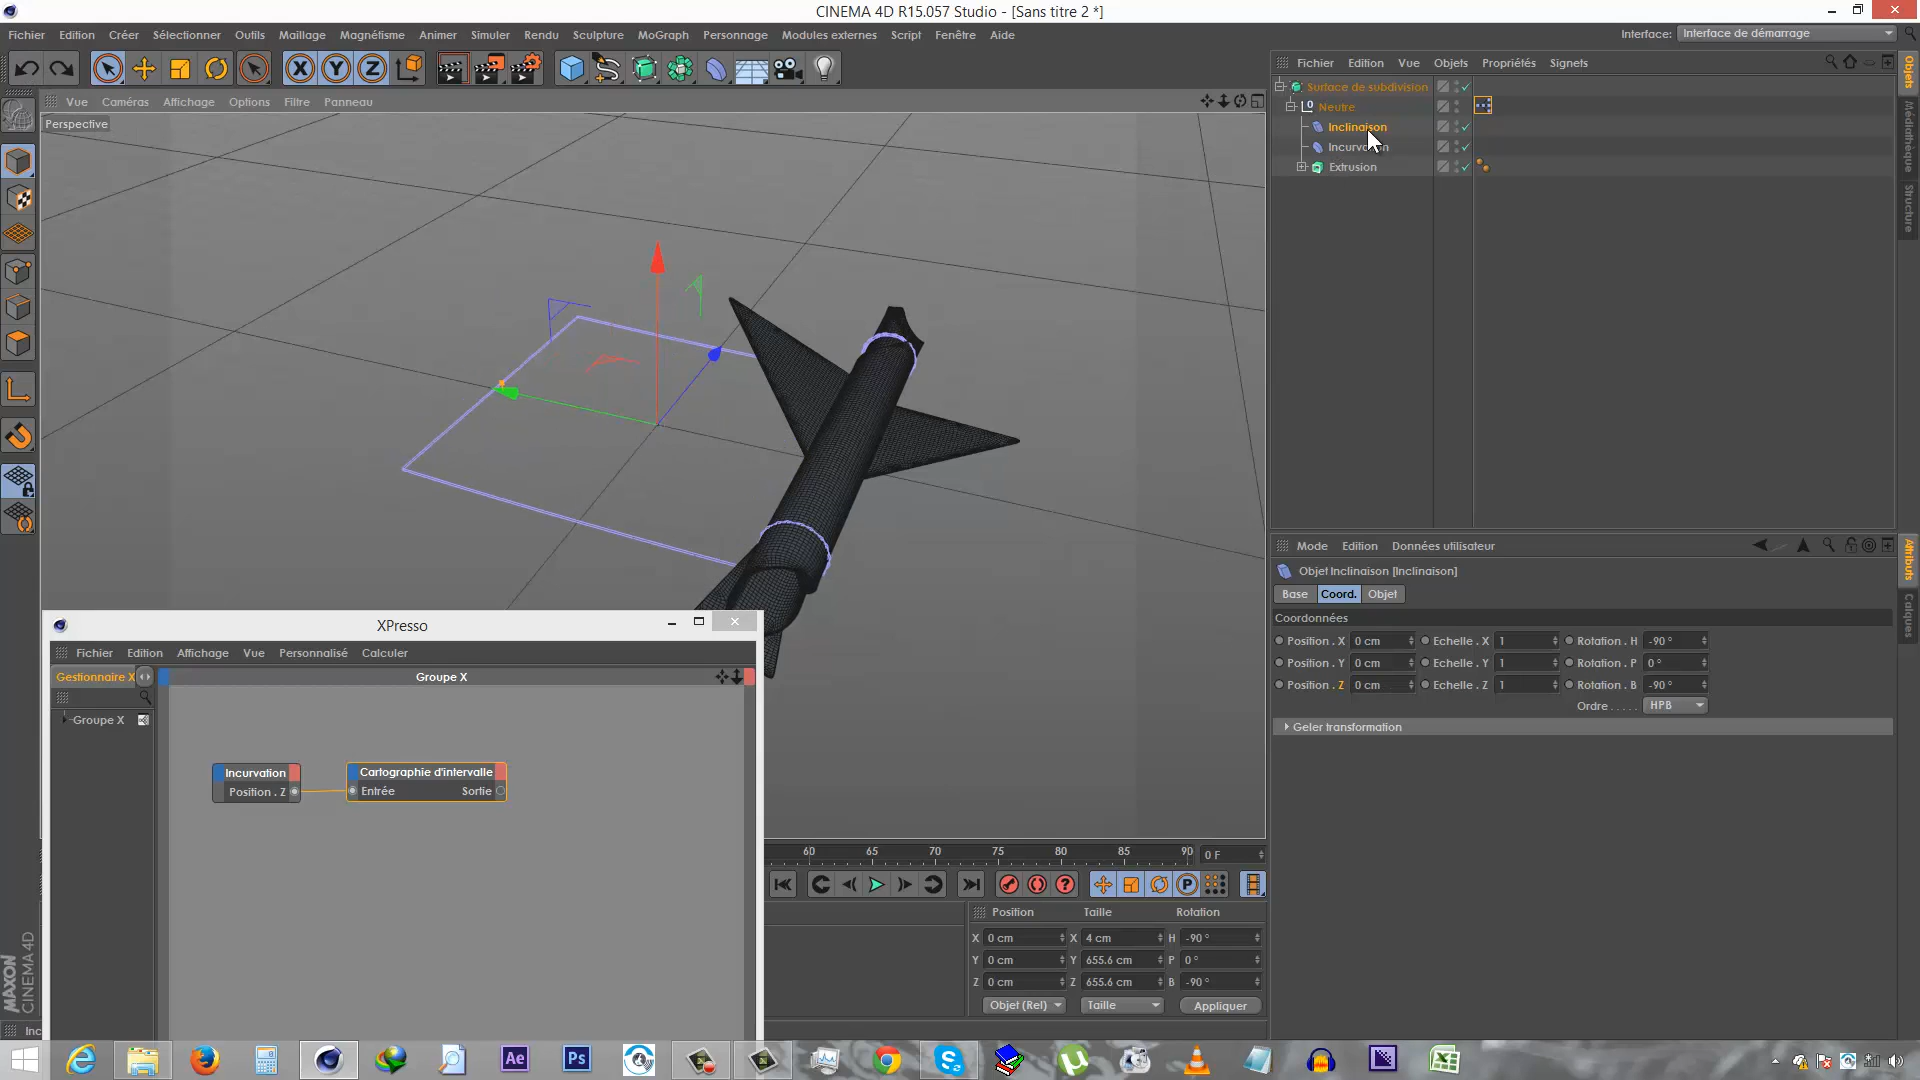 CINEMA 4D R15.057 Studio - [Sans titre 2 *]
Fichier Edition Créer Sélectionner Outils Maillage Magnétisme Animer Simuler Rendu Sculpture MoGraph Personnage Modules externes Script Fenêtre Aide
Interface: Interface de démarrage
Vue Caméras Affichage Options Filtre Panneau
Perspective
Fichier Edition Vue Objets Propriétés Signets
Surface de subdivision
Neutre
Inclinaison
Incurvation
Extrusion
Objets
Médiathèque
Structure
Mode Edition Données utilisateur
Objet Inclinaison [Inclinaison]
Base Coord. Objet
Coordonnées
Position . X 0 cm Echelle . X 1 Rotation . H -90 °
Position . Y 0 cm Echelle . Y 1 Rotation . P 0 °
Position . Z 0 cm Echelle . Z 1 Rotation . B -90 °
Ordre . . . . . HPB
Geler transformation
Attributs
Calques
XPresso
Fichier Edition Affichage Vue Personnalisé Calculer
Gestionnaire X
Groupe X
Groupe X
Incurvation
Position . Z
Cartographie d'intervalle
Entrée Sortie
60 65 70 75 80 85 90 0 F
Position Taille Rotation
X 0 cm X 4 cm H -90 °
Y 0 cm Y 655.6 cm P 0 °
Z 0 cm Z 655.6 cm B -90 °
Objet (Rel) Taille Appliquer
MAXON
CINEMA 4D
Inc
Ae Ps